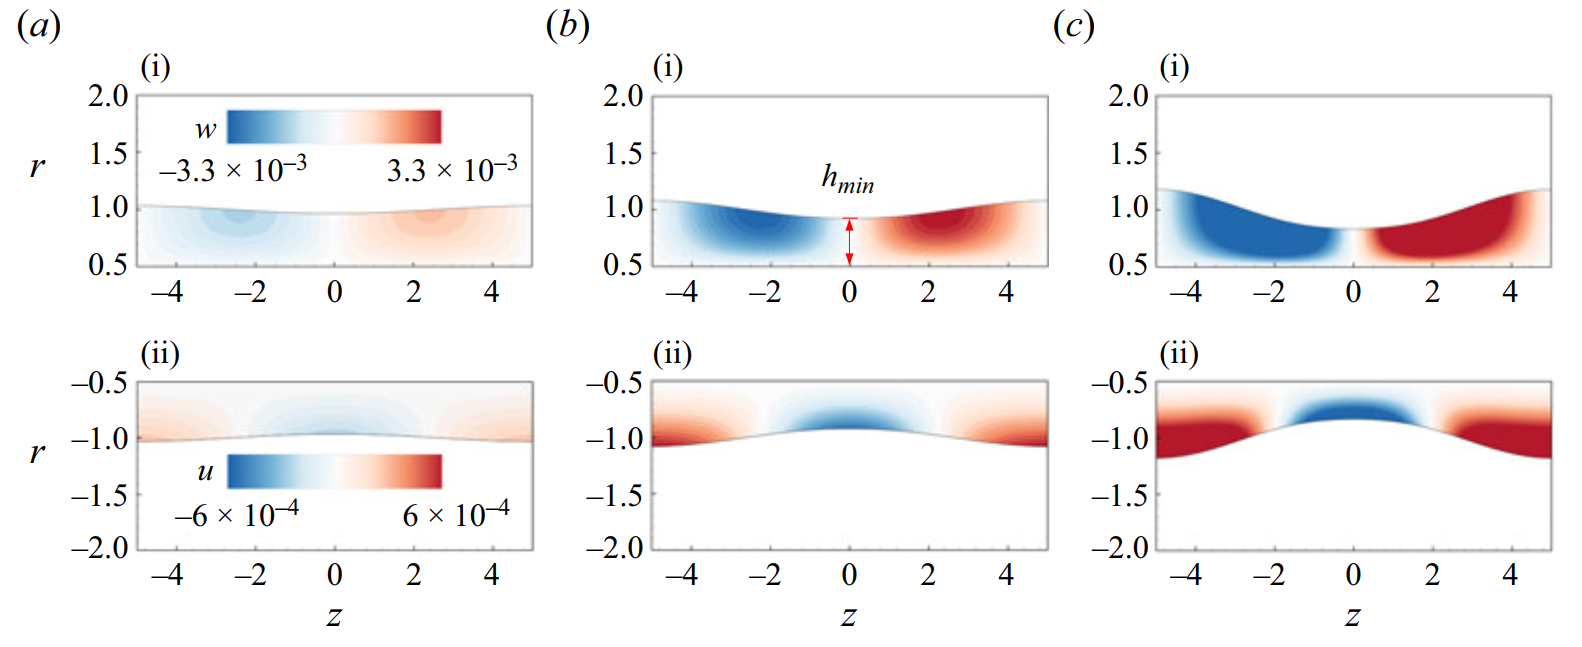 (a) (b) (c)
(i) (i) (i)
2.0 2.0 2.0
w
–3.3 × 10–3 3.3 × 10–3
1.5 1.5 1.5
r
hmin
1.0 1.0 1.0
0.5 0.5 0.5
–4 –2 0 2 4 –4 –2 0 2 4 –4 –2 0 2 4
(ii) (ii) (ii)
–0.5 –0.5 –0.5
–1.0 –1.0 –1.0
r
u
–1.5 –1.5 –1.5
–6 × 10–4 6 × 10–4
–2.0 –2.0 –2.0
–4 –2 0 2 4 –4 –2 0 2 4 –4 –2 0 2 4
z z z